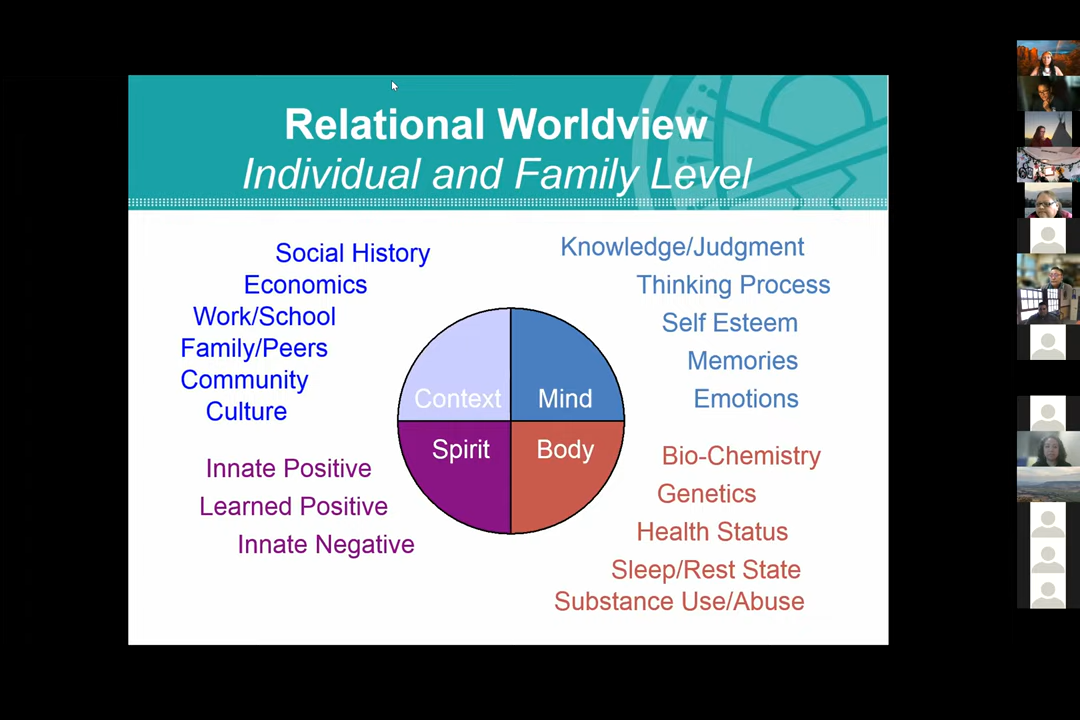 Relational Worldview
Individual and Family Level
Social History
Economics
Work/School
Family/Peers
Community
Culture
Knowledge/Judgment
Thinking Process
Self Esteem
Memories
Emotions
Context
Mind
Spirit
Body
Innate Positive
Learned Positive
Innate Negative
Bio-Chemistry
Genetics
Health Status
Sleep/Rest State
Substance Use/Abuse